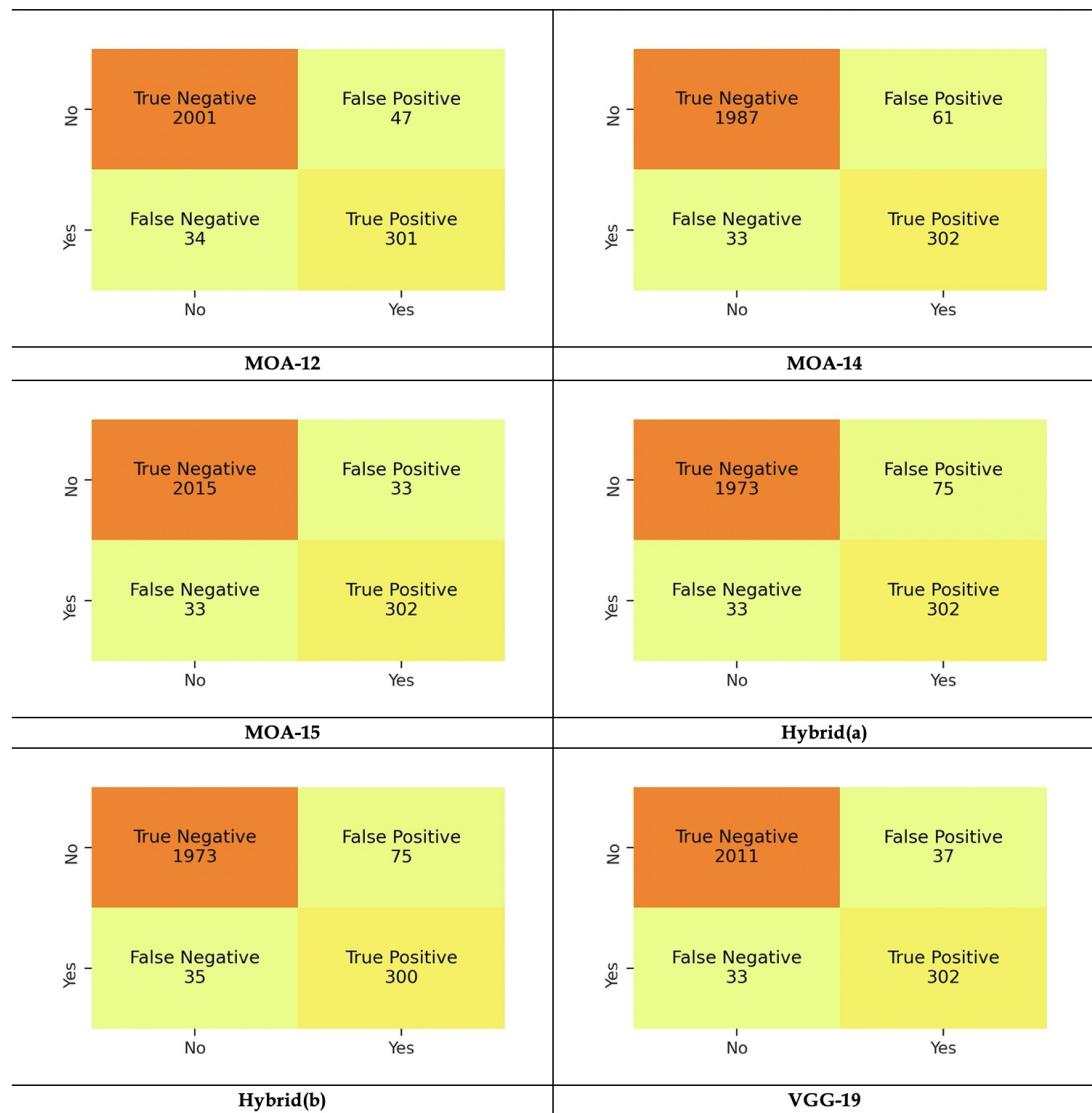 No
True Negative
2001
False Positive
47
Yes
False Negative
34
True Positive
301
No
Yes
MOA-12
No
True Negative
1987
False Positive
61
Yes
False Negative
33
True Positive
302
No
Yes
MOA-14
No
True Negative
2015
False Positive
33
Yes
False Negative
33
True Positive
302
No
Yes
MOA-15
No
True Negative
1973
False Positive
75
Yes
False Negative
33
True Positive
302
No
Yes
Hybrid(a)
No
True Negative
1973
False Positive
75
Yes
False Negative
35
True Positive
300
No
Yes
Hybrid(b)
No
True Negative
2011
False Positive
37
Yes
False Negative
33
True Positive
302
No
Yes
VGG-19